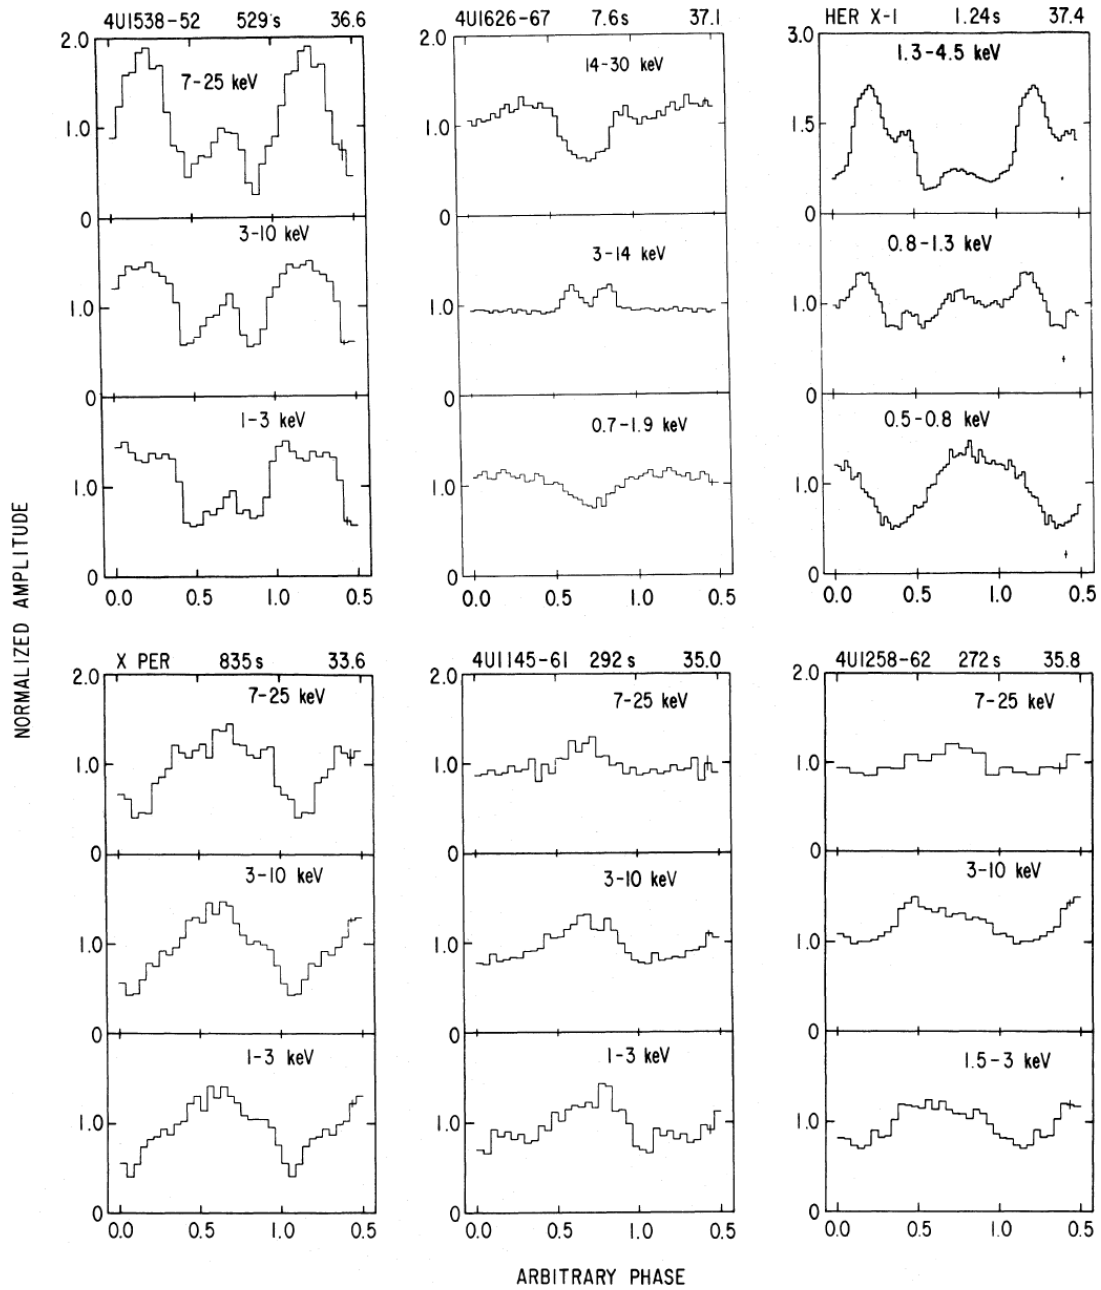 4U1538-52 529s 36.6
2.0
7-25 keV
1.0
0
3-10 keV
1.0
0
1-3 keV
1.0
0
0.0 0.5 1.0 0.5
4U1626-67 7.6s 37.1
2.0
14-30 keV
1.0
0
3-14 keV
1.0
0
0.7-1.9 keV
1.0
0
0.0 0.5 1.0 0.5
HER X-1 1.24s 37.4
3.0
1.3-4.5 keV
1.5
0
0.8-1.3 keV
1.0
0
0.5-0.8 keV
1.0
0
0.0 0.5 1.0 0.5
NORMALIZED AMPLITUDE
X PER 835s 33.6
2.0
7-25 keV
1.0
0
3-10 keV
1.0
0
1-3 keV
1.0
0
0.0 0.5 1.0 0.5
4U1145-61 292s 35.0
2.0
7-25 keV
1.0
0
3-10 keV
1.0
0
1-3 keV
1.0
0
0.0 0.5 1.0 0.5
4U1258-62 272s 35.8
2.0
7-25 keV
1.0
0
3-10 keV
1.0
0
1.5-3 keV
1.0
0
0.0 0.5 1.0 0.5
ARBITRARY PHASE